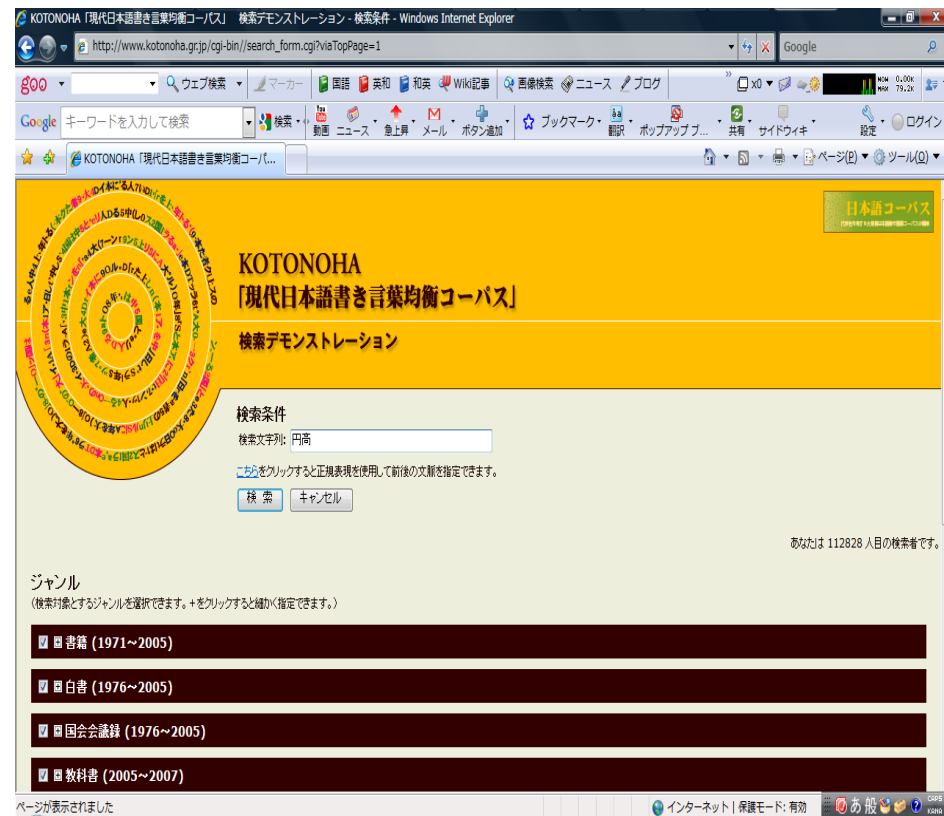 KOTONOHA「現代日本語書き言葉均衡コーパス」 検索デモンストレーション - 検索条件 - Windows Internet Explorer
http://www.kotonoha.gr.jp/cgi-bin//search_form.cgi?viaTopPage=1
Google
goo ウェブ検索 マーカー 国語 英和 和英 Wiki記事 画像検索 ニュース ブログ » x0 NOW 0.00K
MAX 79.2K
Google キーワードを入力して検索 検索 動画 ニュース 急上昇 メール ボタン追加 ブックマーク 翻訳 ポップアップ ブ... 共有 サイドウィキ 設定 ログイン
KOTONOHA「現代日本語書き言葉均衡コーパ... ページ(P) ツール(O)
日本語コーパス
KOTONOHA
「現代日本語書き言葉均衡コーパス」
検索デモンストレーション
検索条件
検索文字列: 円高
こちらをクリックすると正規表現を使用して前後の文脈を指定できます。
検 索 キャンセル
あなたは 112828 人目の検索者です。
ジャンル
(検索対象とするジャンルを選択できます。+をクリックすると細かく指定できます。)
書籍 (1971~2005)
白書 (1976~2005)
国会会議録 (1976~2005)
教科書 (2005~2007)
ページが表示されました インターネット | 保護モード: 有効 あ 般 CAPS
KANA